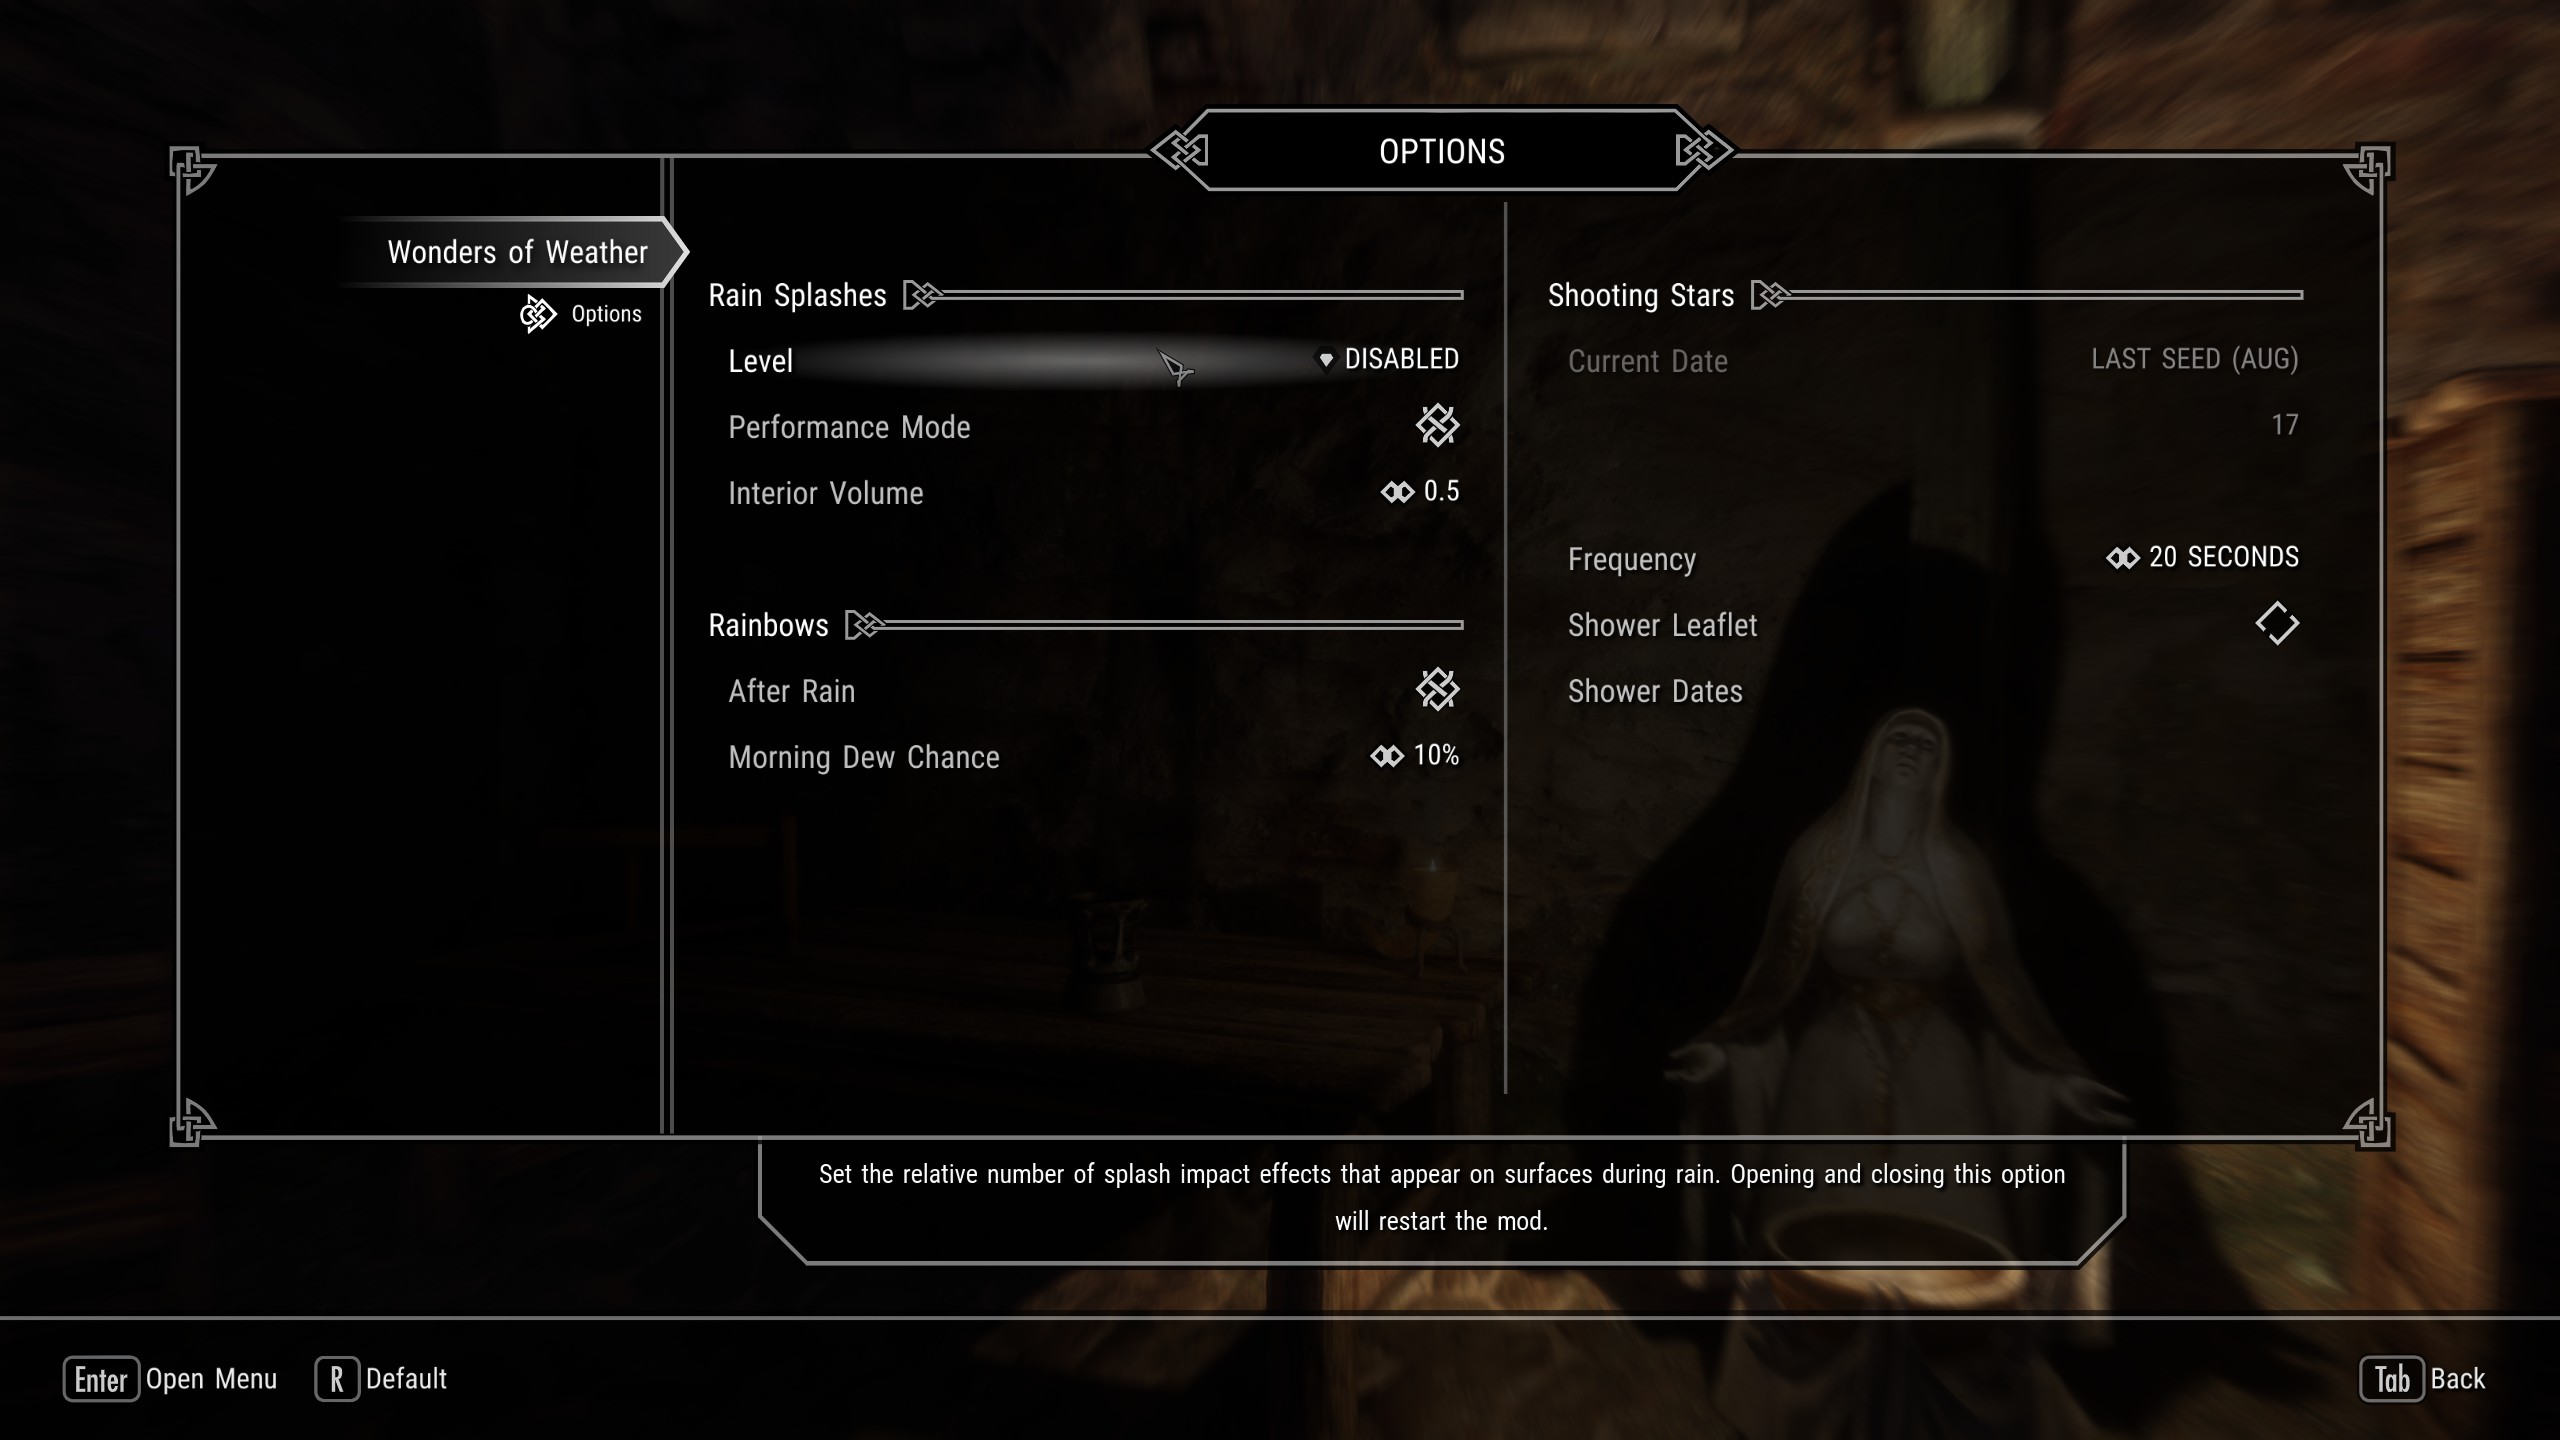 OPTIONS
Wonders of Weather
Options
Rain Splashes
Level DISABLED
Performance Mode
Interior Volume 0.5
Rainbows
After Rain
Morning Dew Chance 10%
Shooting Stars
Current Date LAST SEED (AUG)
17
Frequency 20 SECONDS
Shower Leaflet
Shower Dates
Set the relative number of splash impact effects that appear on surfaces during rain. Opening and closing this option
will restart the mod.
Enter Open Menu R Default Tab Back